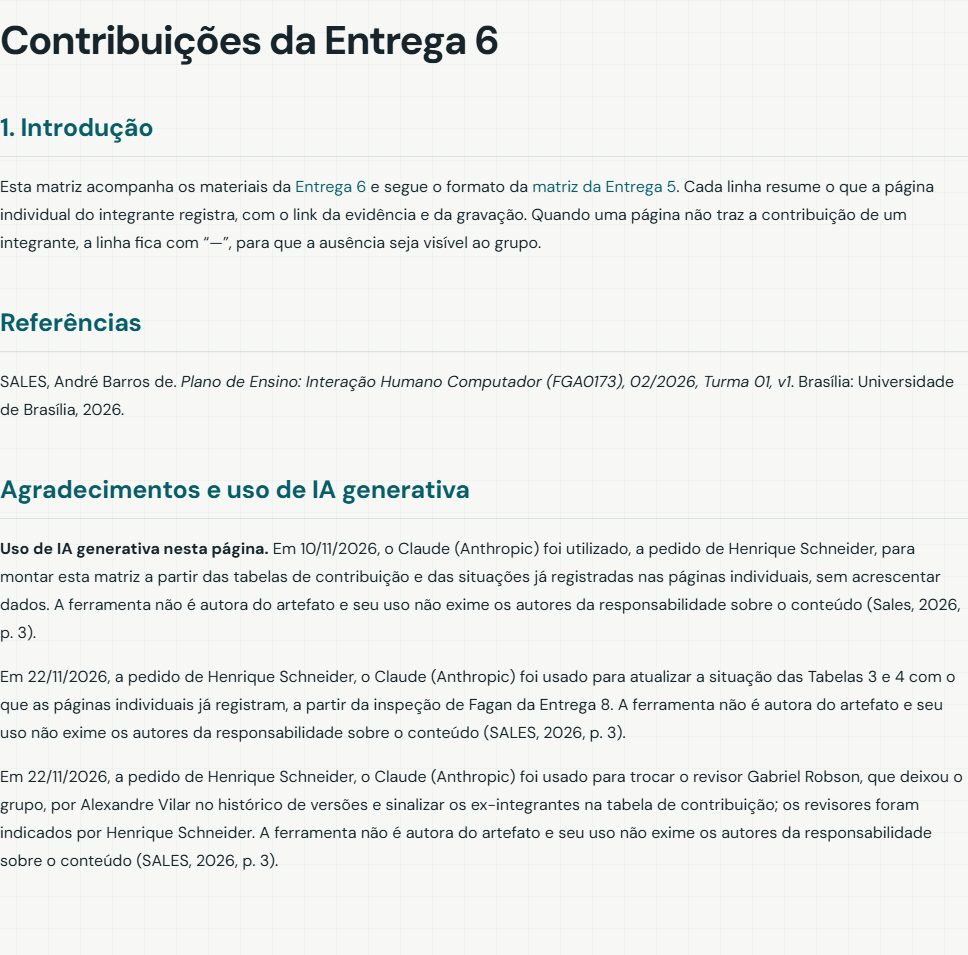 Contribuições da Entrega 6
1. Introdução
Esta matriz acompanha os materiais da Entrega 6 e segue o formato da matriz da Entrega 5. Cada linha resume o que a página
individual do integrante registra, com o link da evidência e da gravação. Quando uma página não traz a contribuição de um
integrante, a linha fica com “—”, para que a ausência seja visível ao grupo.
Referências
SALES, André Barros de. Plano de Ensino: Interação Humano Computador (FGA0173), 02/2026, Turma 01, v1. Brasília: Universidade
de Brasília, 2026.
Agradecimentos e uso de IA generativa
Uso de IA generativa nesta página. Em 10/11/2026, o Claude (Anthropic) foi utilizado, a pedido de Henrique Schneider, para
montar esta matriz a partir das tabelas de contribuição e das situações já registradas nas páginas individuais, sem acrescentar
dados. A ferramenta não é autora do artefato e seu uso não exime os autores da responsabilidade sobre o conteúdo (Sales, 2026,
p. 3).
Em 22/11/2026, a pedido de Henrique Schneider, o Claude (Anthropic) foi usado para atualizar a situação das Tabelas 3 e 4 com o
que as páginas individuais já registram, a partir da inspeção de Fagan da Entrega 8. A ferramenta não é autora do artefato e seu
uso não exime os autores da responsabilidade sobre o conteúdo (SALES, 2026, p. 3).
Em 22/11/2026, a pedido de Henrique Schneider, o Claude (Anthropic) foi usado para trocar o revisor Gabriel Robson, que deixou o
grupo, por Alexandre Vilar no histórico de versões e sinalizar os ex-integrantes na tabela de contribuição; os revisores foram
indicados por Henrique Schneider. A ferramenta não é autora do artefato e seu uso não exime os autores da responsabilidade
sobre o conteúdo (SALES, 2026, p. 3).